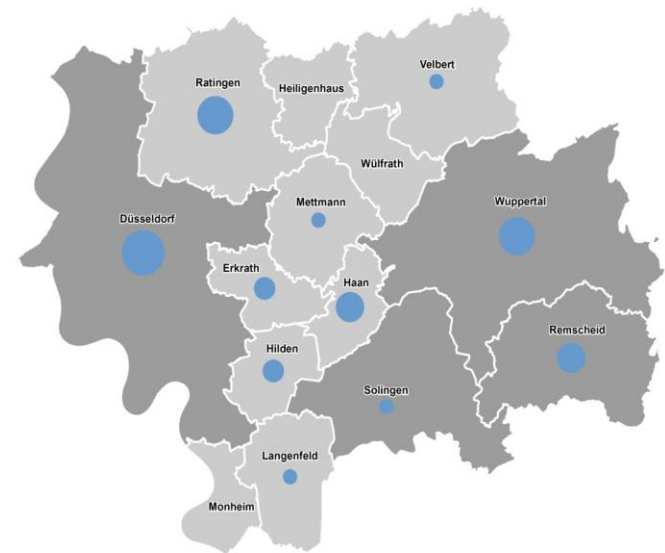 Velbert
Ratingen
Heiligenhaus
Wülfrath
Mettmann
Wuppertal
Düsseldorf
Erkrath
Haan
Remscheid
Hilden
Solingen
Langenfeld
Monheim